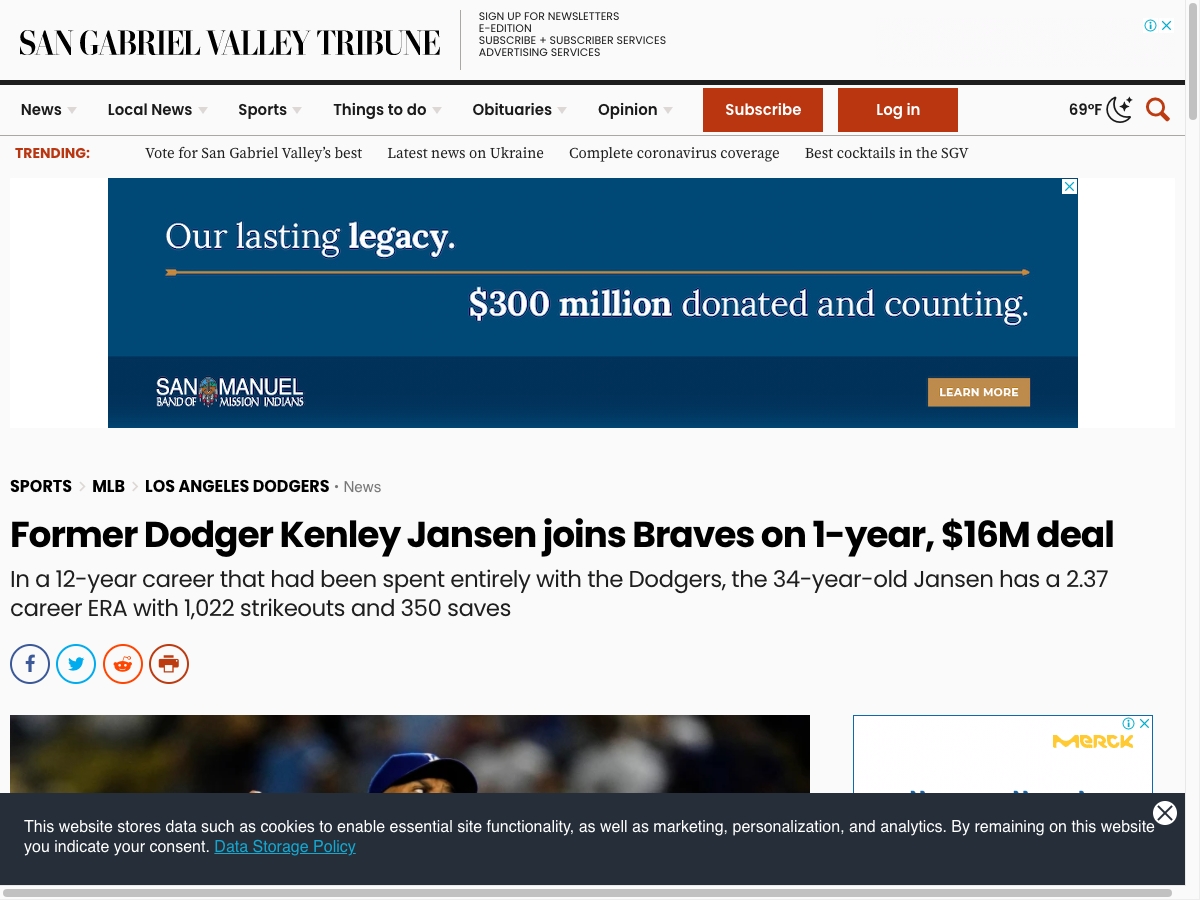 SAN GABRIEL VALLEY TRIBUNE
SIGN UP FOR NEWSLETTERS
E-EDITION
SUBSCRIBE + SUBSCRIBER SERVICES
ADVERTISING SERVICES
News Local News Sports Things to do Obituaries Opinion Subscribe Log in 69°F
TRENDING: Vote for San Gabriel Valley’s best Latest news on Ukraine Complete coronavirus coverage Best cocktails in the SGV
Our lasting legacy.
$300 million donated and counting.
SAN MANUEL
BAND OF MISSION INDIANS
LEARN MORE
SPORTS MLB LOS ANGELES DODGERS • News
Former Dodger Kenley Jansen joins Braves on 1-year, $16M deal
In a 12-year career that had been spent entirely with the Dodgers, the 34-year-old Jansen has a 2.37
career ERA with 1,022 strikeouts and 350 saves
MERCK
This website stores data such as cookies to enable essential site functionality, as well as marketing, personalization, and analytics. By remaining on this website
you indicate your consent. Data Storage Policy